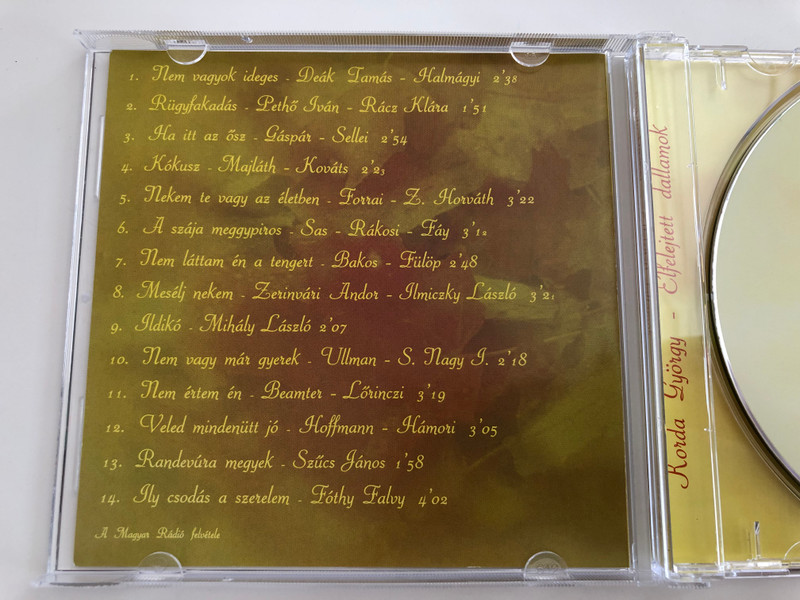 1. Nem vagyok ideges - Deák Tamás - Halmágyi 2'38
2. Rügyfakadás - Pethő Iván - Rácz Klára 1'51
3. Ha itt az ősz - Gáspár - Sellei 2'54
4. Kókusz - Majláth - Kováts 2'23
5. Nekem te vagy az életben - Forrai - Z. Horváth 3'22
6. A szája meggypiros - Sas - Rákosi - Fáy 3'12
7. Nem láttam én a tengert - Bakos - Fülöp 2'48
8. Mesélj nekem - Zerinvári Andor - Ilmiczky László 3'21
9. Ildikó - Mihály László 2'07
10. Nem vagy már gyerek - Ullman - S. Nagy I. 2'18
11. Nem értem én - Beamter - Lőrinczi 3'19
12. Veled mindenütt jó - Hoffmann - Hámori 3'05
13. Randevúra megyek - Szűcs János 1'58
14. Ily csodás a szerelem - Fóthy Falvy 4'02
A Magyar Rádió felvétele
Korda György - Elfelejtett dallamok